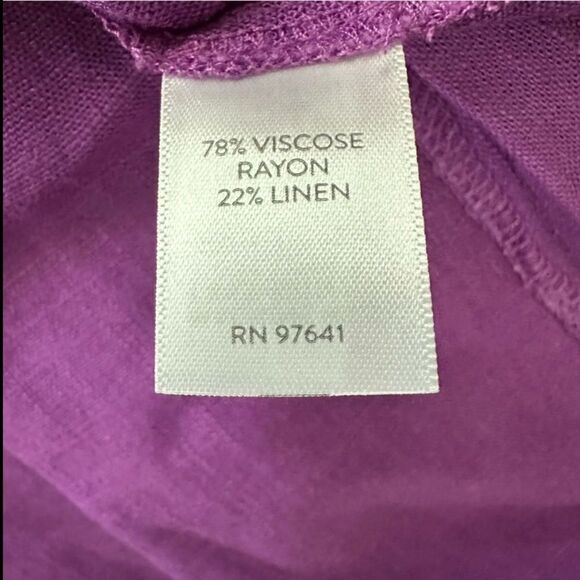 78% VISCOSE
RAYON
22% LINEN
RN 97641